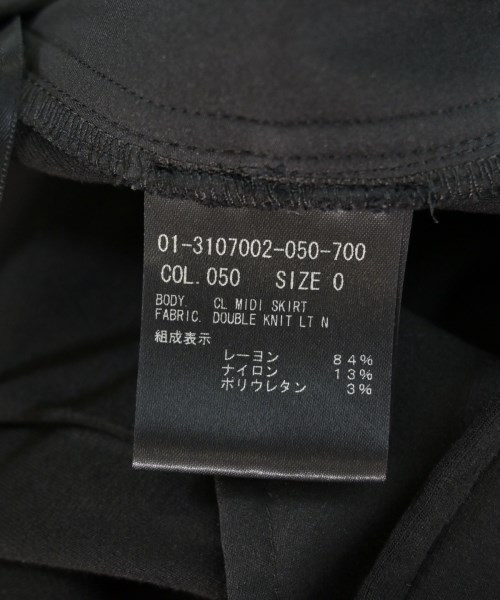 01-3107002-050-700
COL.050 SIZE 0
BODY. CL MIDI SKIRT
FABRIC. DOUBLE KNIT LT N
組成表示
レーヨン 84%
ナイロン 13%
ポリウレタン 3%